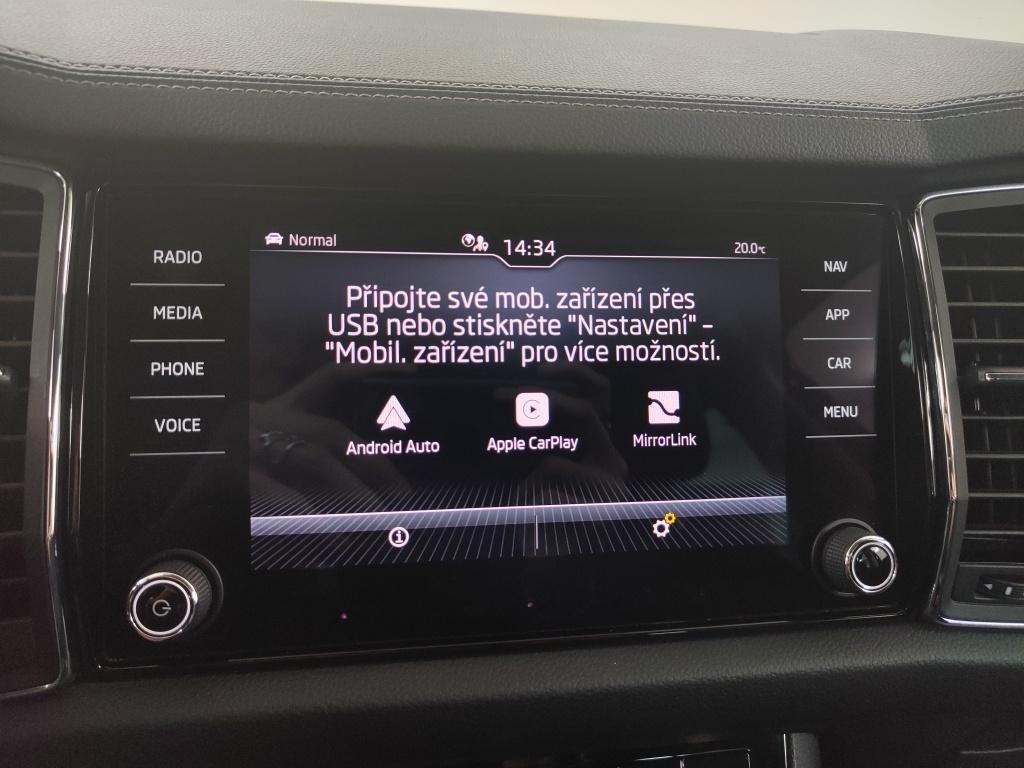 Normal
14:34
20.0°C
RADIO
MEDIA
PHONE
VOICE
Připojte své mob. zařízení přes
USB nebo stiskněte "Nastavení" –
"Mobil. zařízení" pro více možností.
Android Auto
Apple CarPlay
MirrorLink
NAV
APP
CAR
MENU